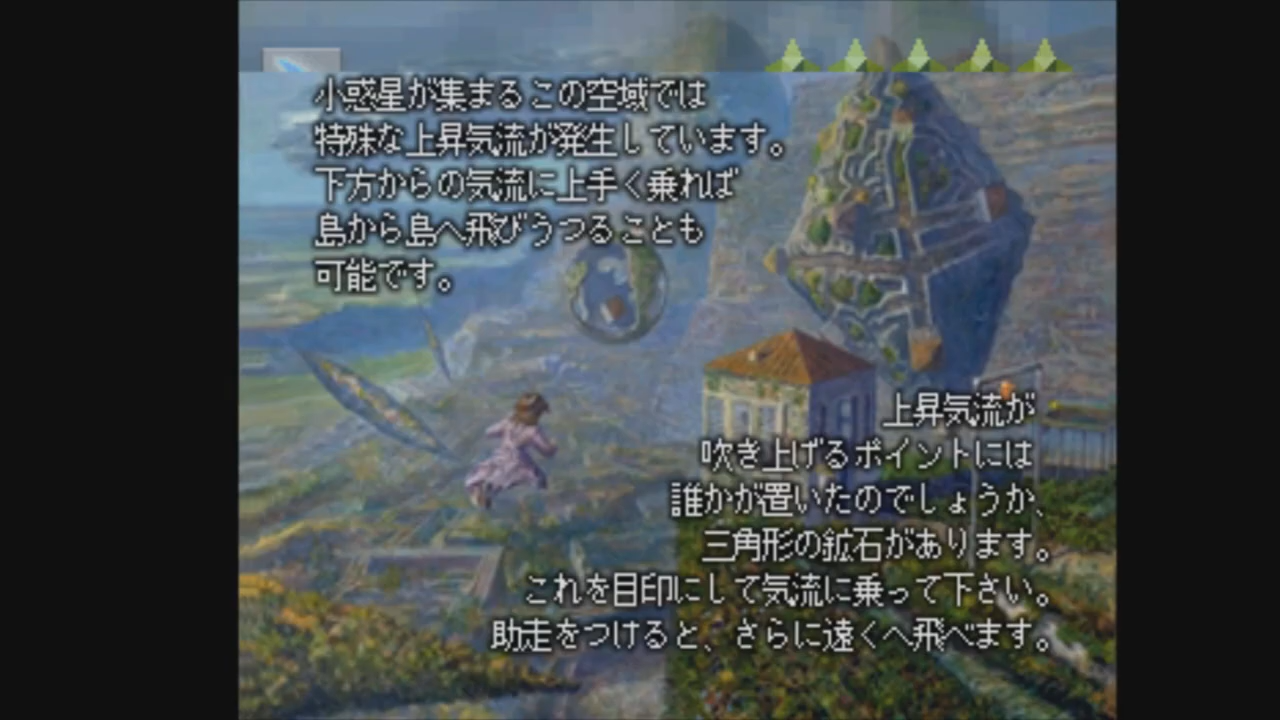 小惑星が集まるこの空域では
特殊な上昇気流が発生しています。
下方からの気流に上手く乗れば
島から島へ飛びうつることも
可能です。
上昇気流が
吹き上げるポイントには
誰かが置いたのでしょうか、
三角形の鉱石があります。
これを目印にして気流に乗って下さい。
助走をつけると、さらに遠くへ飛べます。